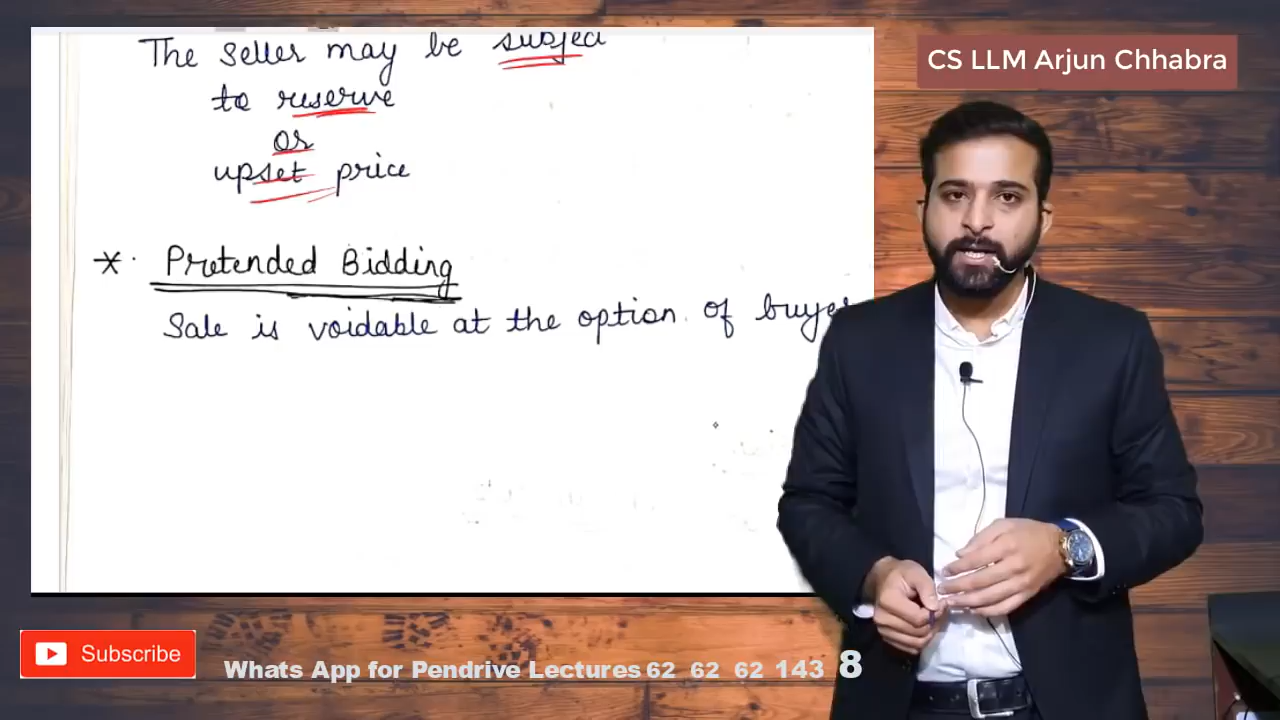 The seller may be subject
to reserve
or
upset price
CS LLM Arjun Chhabra
* Pretended Bidding
Sale is voidable at the option of buyer
Subscribe
Whats App for Pendrive Lectures 62 62 62 143 8